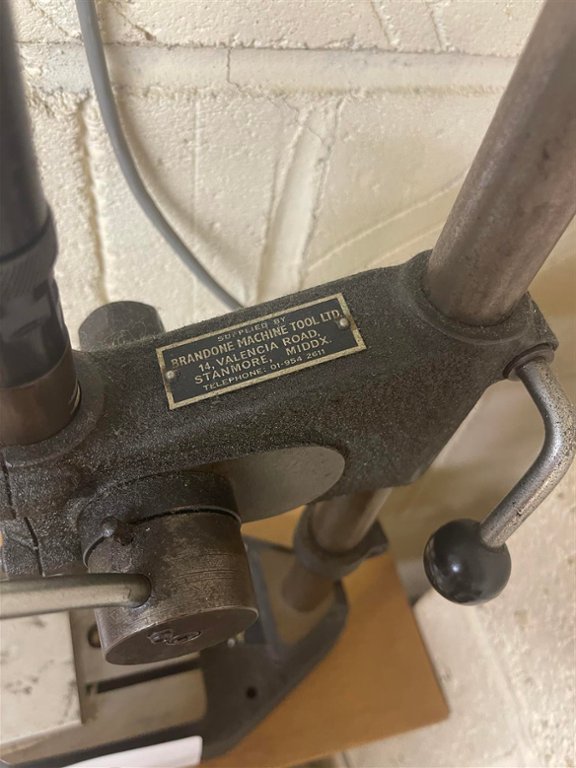 SUPPLIED BY
BRANDONE MACHINE TOOL LTD.
14, VALENCIA ROAD,
STANMORE, MIDDX.
TELEPHONE: 01-954 2611